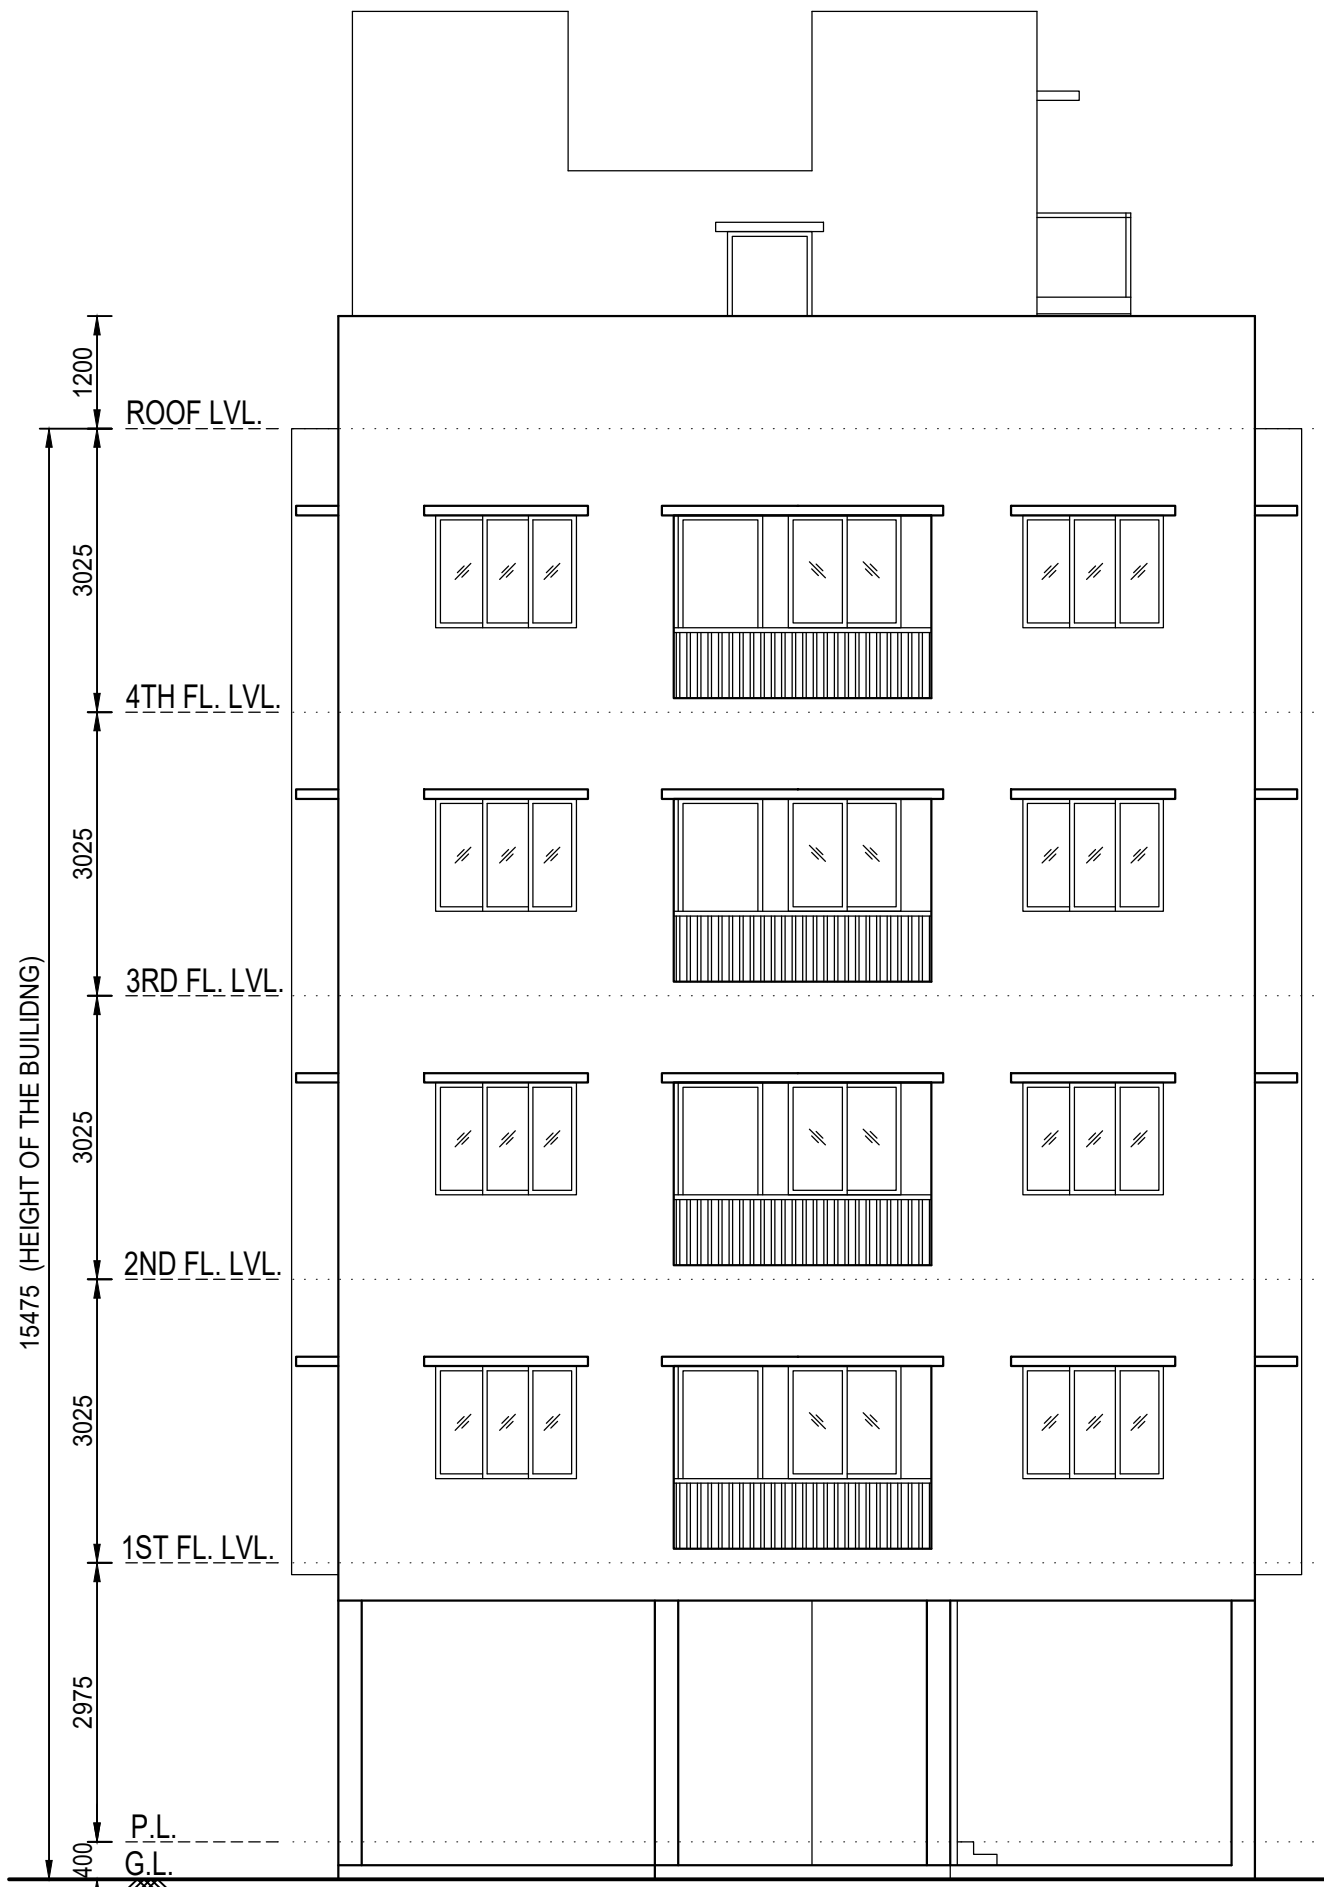 1200
ROOF LVL.
3025
4TH FL. LVL.
3025
3RD FL. LVL.
15475 (HEIGHT OF THE BUILIDNG)
3025
2ND FL. LVL.
3025
1ST FL. LVL.
2975
P.L.
400
G.L.